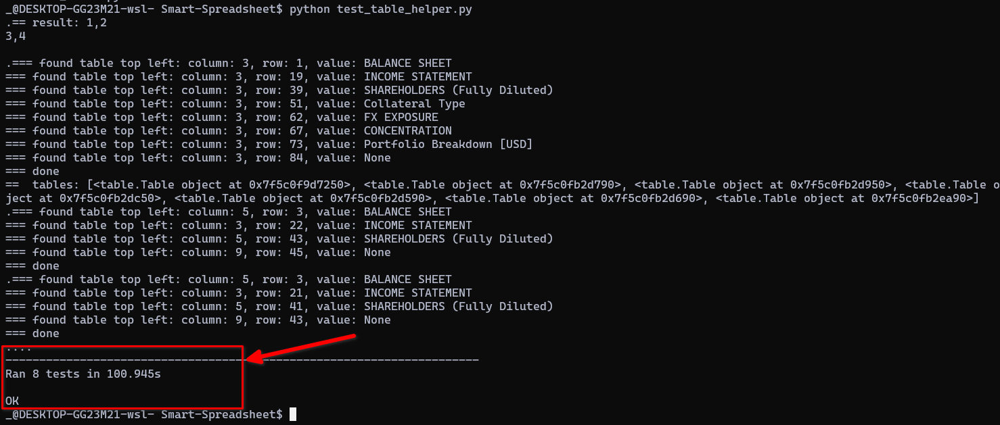 _@DESKTOP-GG23M21-wsl- Smart-Spreadsheet$ python test_table_helper.py
.== result: 1,2
3,4
.=== found table top left: column: 3, row: 1, value: BALANCE SHEET
=== found table top left: column: 3, row: 19, value: INCOME STATEMENT
=== found table top left: column: 3, row: 39, value: SHAREHOLDERS (Fully Diluted)
=== found table top left: column: 3, row: 51, value: Collateral Type
=== found table top left: column: 3, row: 62, value: FX EXPOSURE
=== found table top left: column: 3, row: 67, value: CONCENTRATION
=== found table top left: column: 3, row: 73, value: Portfolio Breakdown [USD]
=== found table top left: column: 3, row: 84, value: None
=== done
==  tables: [<table.Table object at 0x7f5c0f9d7250>, <table.Table object at 0x7f5c0fb2d790>, <table.Table object at 0x7f5c0fb2d950>, <table.Table o
ject at 0x7f5c0fb2dc50>, <table.Table object at 0x7f5c0fb2d590>, <table.Table object at 0x7f5c0fb2d690>, <table.Table object at 0x7f5c0fb2ea90>]
.=== found table top left: column: 5, row: 3, value: BALANCE SHEET
=== found table top left: column: 3, row: 22, value: INCOME STATEMENT
=== found table top left: column: 5, row: 43, value: SHAREHOLDERS (Fully Diluted)
=== found table top left: column: 9, row: 45, value: None
=== done
.=== found table top left: column: 5, row: 3, value: BALANCE SHEET
=== found table top left: column: 3, row: 21, value: INCOME STATEMENT
=== found table top left: column: 5, row: 41, value: SHAREHOLDERS (Fully Diluted)
=== found table top left: column: 9, row: 43, value: None
=== done
....
----------------------------------------------------------------------
Ran 8 tests in 100.945s
OK
_@DESKTOP-GG23M21-wsl- Smart-Spreadsheet$